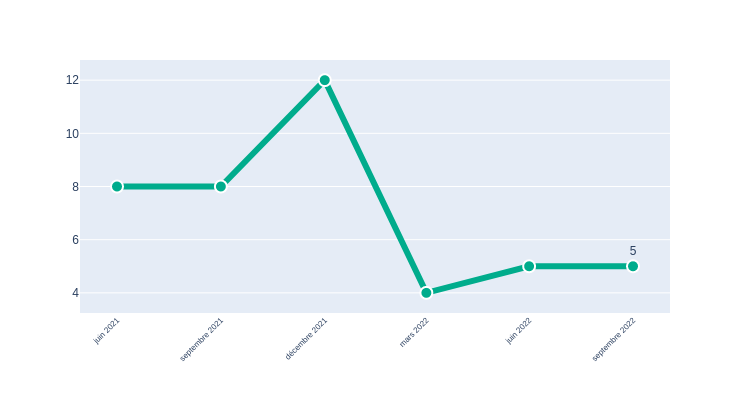 12
10
8
6
4
5
juin 2021
septembre 2021
décembre 2021
mars 2022
juin 2022
septembre 2022